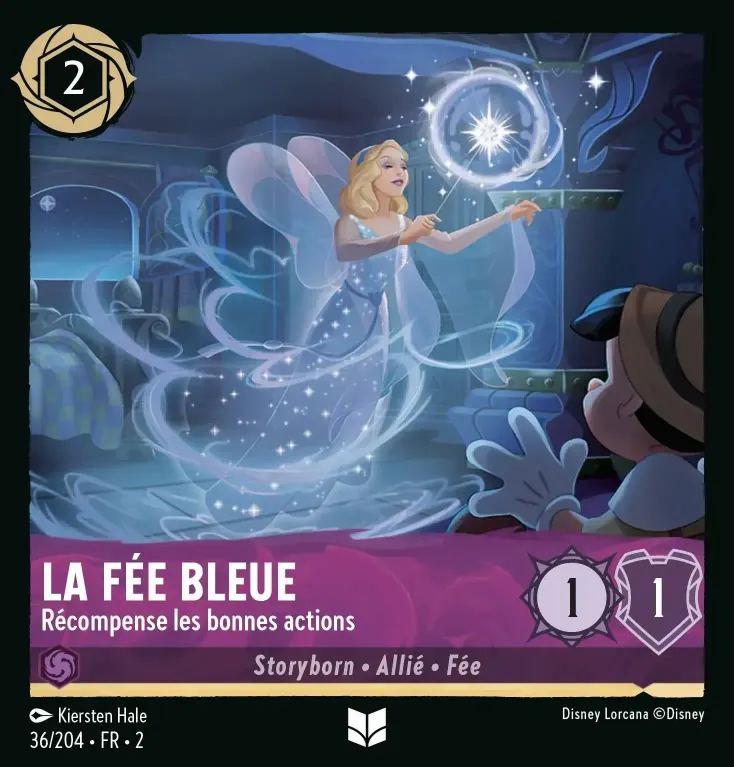 2
LA FÉE BLEUE
Récompense les bonnes actions
1
1
Storyborn • Allié • Fée
Kiersten Hale
Disney Lorcana ©Disney
36/204 • FR • 2